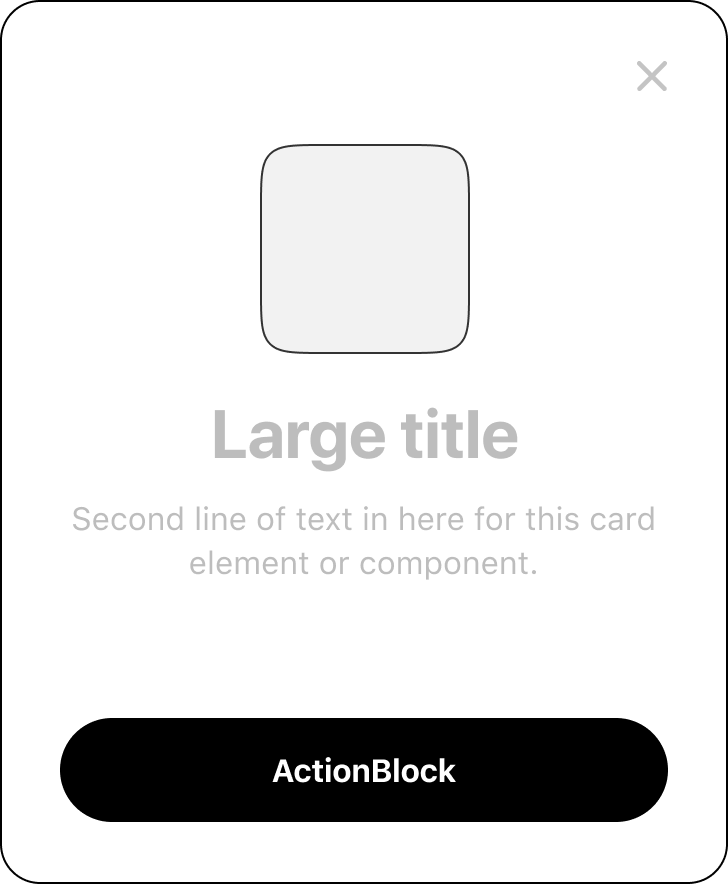 Large title
Second line of text in here for this card
element or component.
ActionBlock